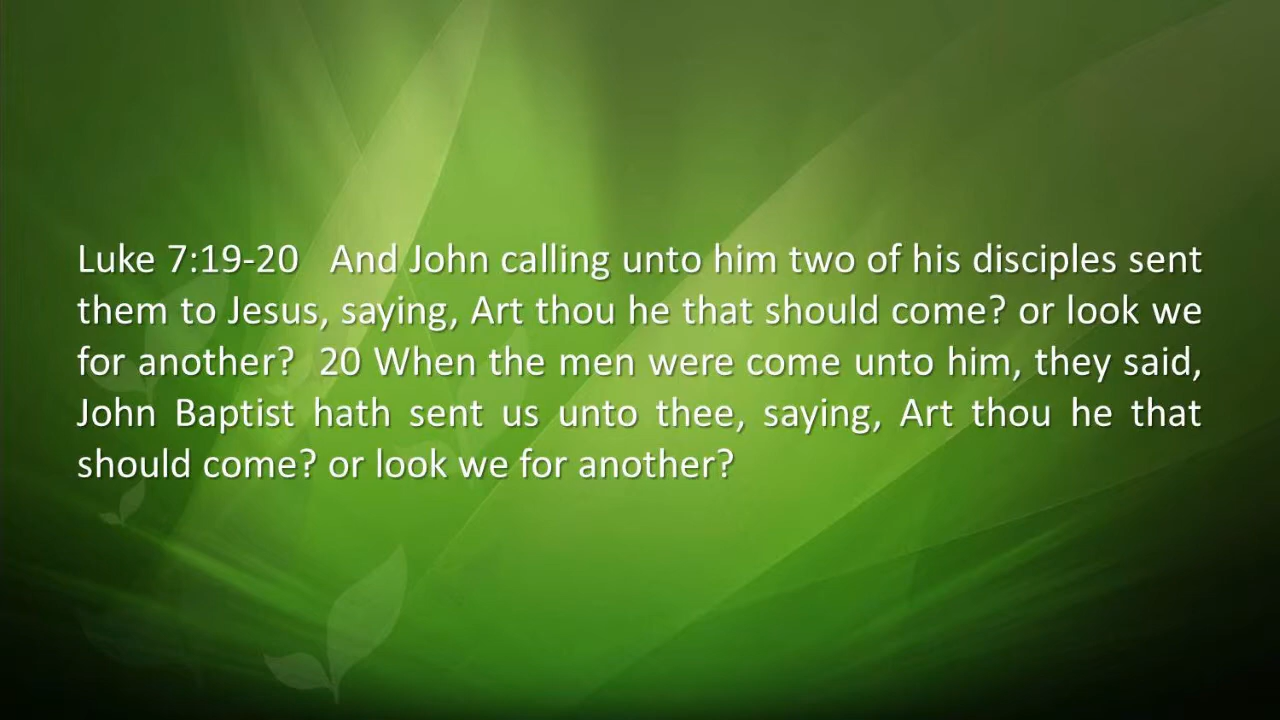 Luke 7:19-20   And John calling unto him two of his disciples sent
them to Jesus, saying, Art thou he that should come? or look we
for another?  20 When the men were come unto him, they said,
John Baptist hath sent us unto thee, saying, Art thou he that
should come? or look we for another?